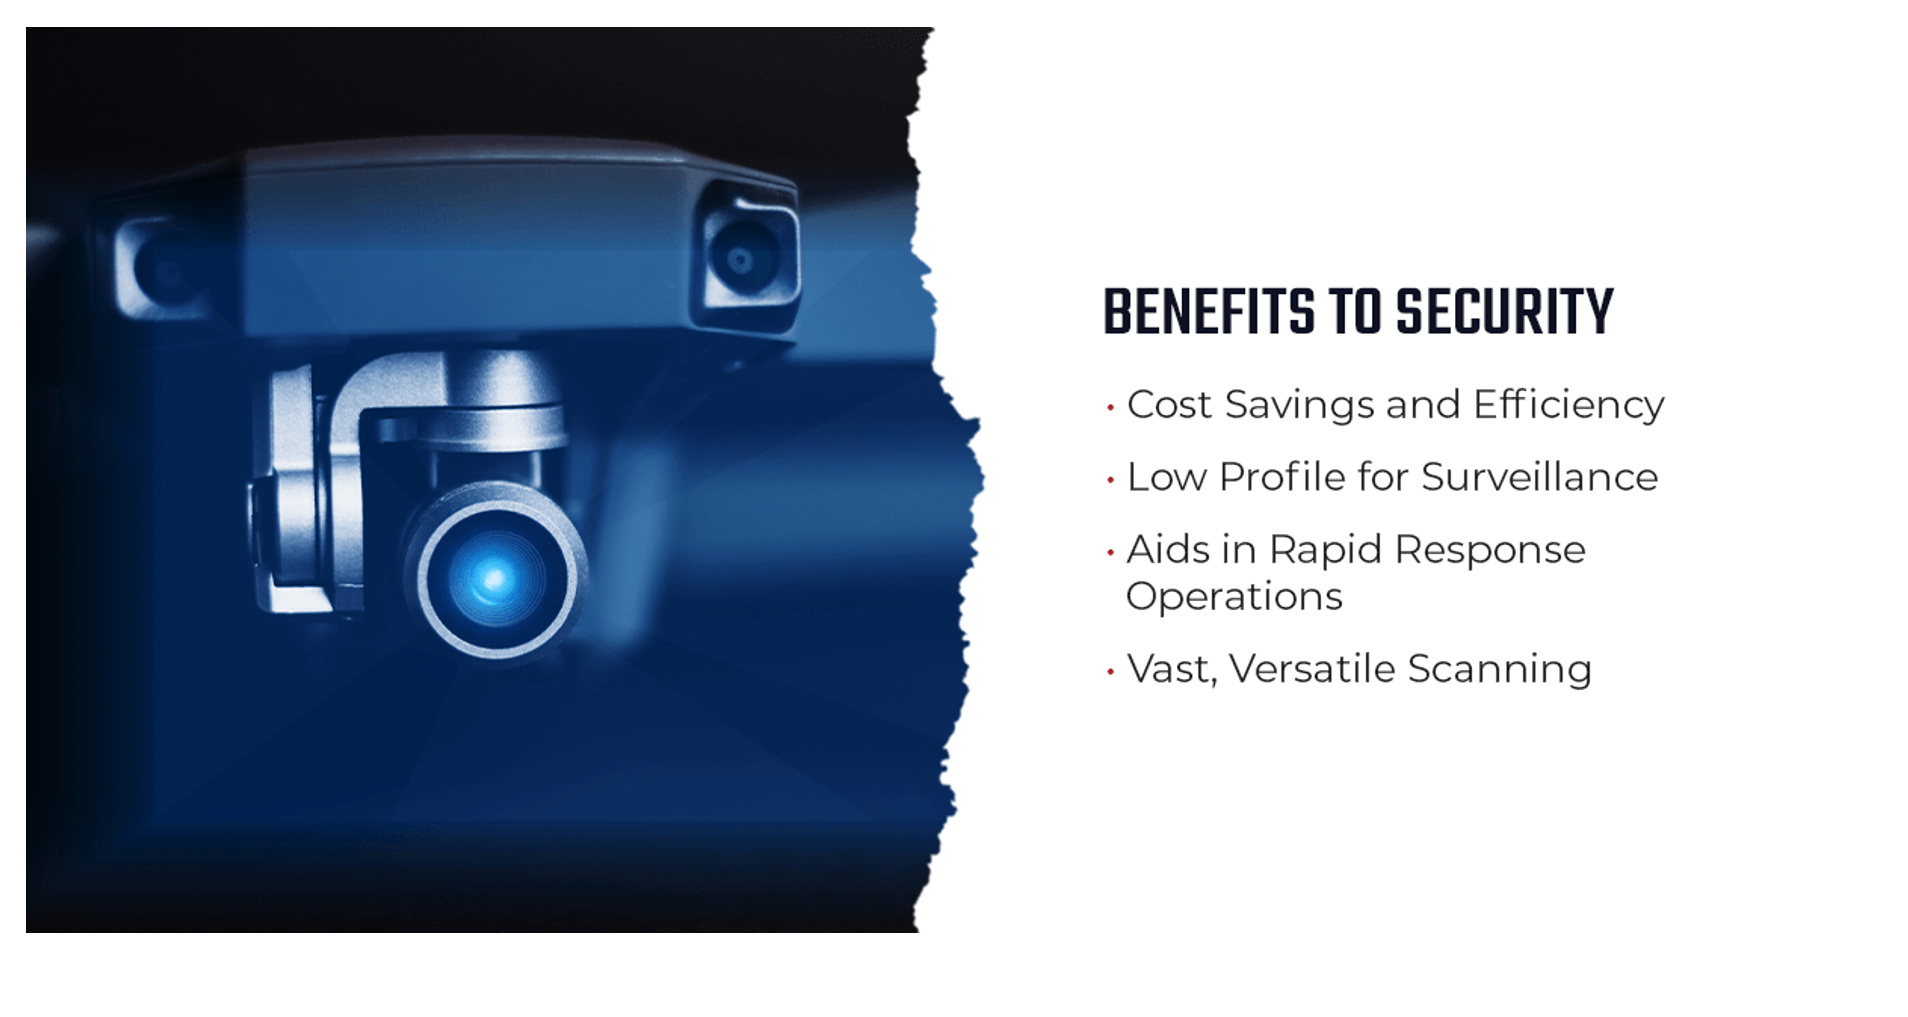 BENEFITS TO SECURITY
• Cost Savings and Efficiency
• Low Profile for Surveillance
• Aids in Rapid Response
Operations
• Vast, Versatile Scanning